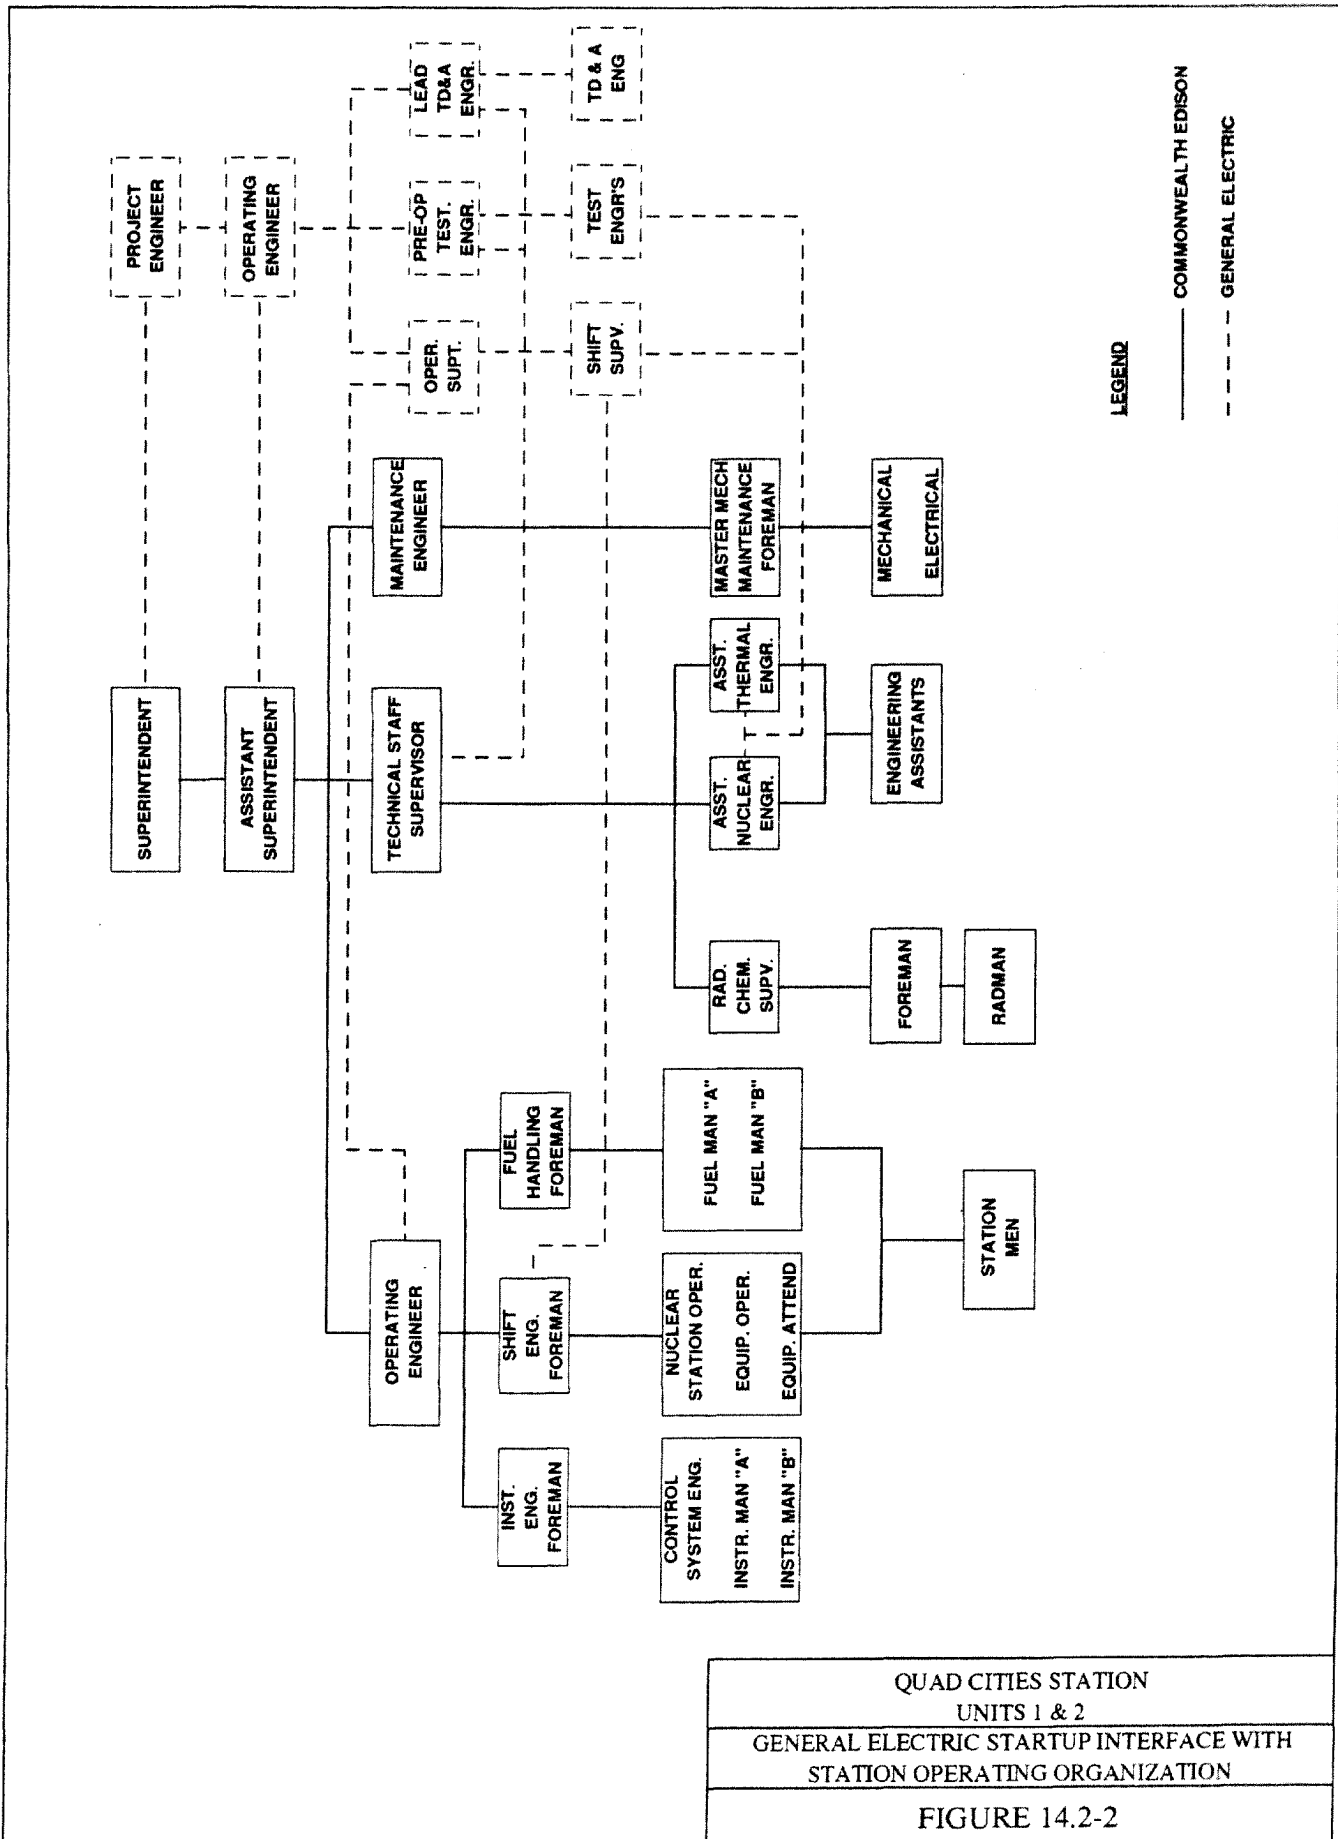 SUPERINTENDENT
PROJECT
ENGINEER
ASSISTANT
SUPERINTENDENT
OPERATING
ENGINEER
OPERATING
ENGINEER
TECHNICAL STAFF
SUPERVISOR
MAINTENANCE
ENGINEER
OPER.
SUPT.
PRE-OP
TEST.
ENGR.
LEAD
TD&A
ENGR.
INST.
ENG.
FOREMAN
SHIFT
ENG.
FOREMAN
FUEL
HANDLING
FOREMAN
SHIFT
SUPV.
TEST
ENGR'S
TD & A
ENG
CONTROL
SYSTEM ENG.
INSTR. MAN "A"
INSTR. MAN "B"
NUCLEAR
STATION OPER.
EQUIP. OPER.
EQUIP. ATTEND
FUEL MAN "A"
FUEL MAN "B"
RAD.
CHEM.
SUPV.
ASST.
NUCLEAR
ENGR.
ASST.
THERMAL
ENGR.
MASTER MECH
MAINTENANCE
FOREMAN
FOREMAN
ENGINEERING
ASSISTANTS
MECHANICAL
ELECTRICAL
STATION
MEN
RADMAN
LEGEND
COMMONWEALTH EDISON
GENERAL ELECTRIC
QUAD CITIES STATION
UNITS 1 & 2
GENERAL ELECTRIC STARTUP INTERFACE WITH
STATION OPERATING ORGANIZATION
FIGURE 14.2-2